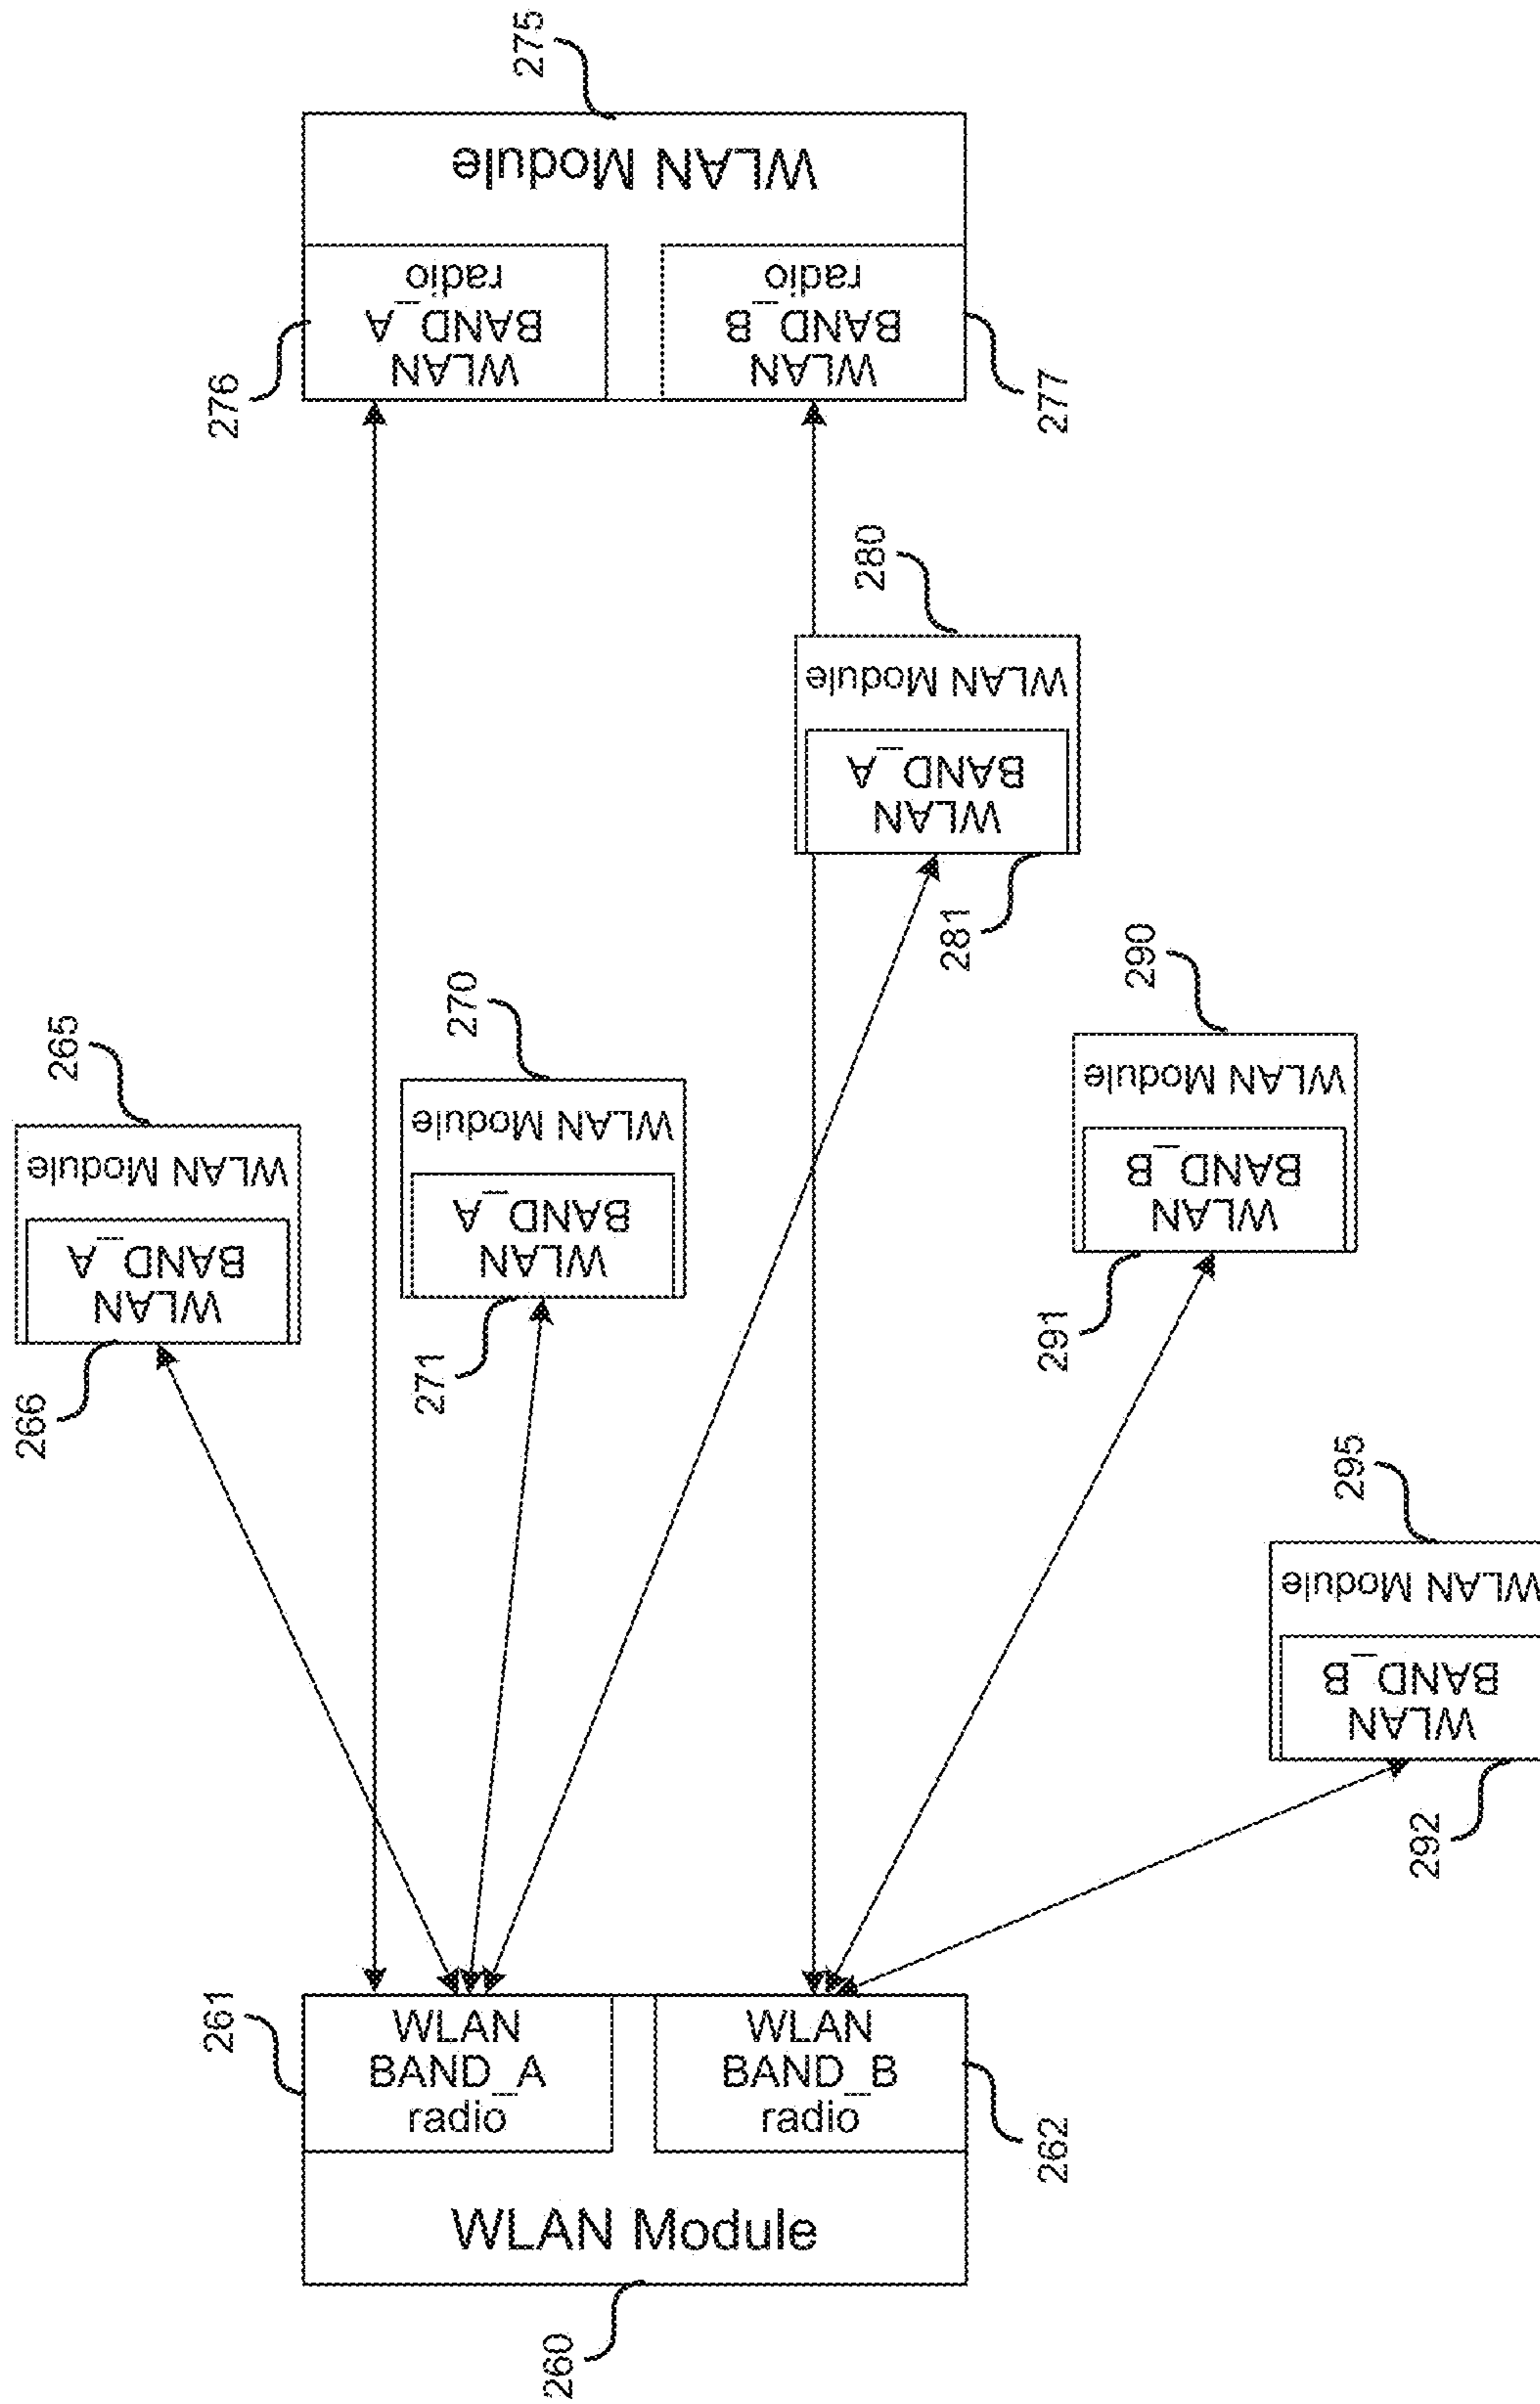 275
WLAN Module
276
WLAN
BAND_A
radio
WLAN
BAND_B
radio
277
280
WLAN Module
WLAN
BAND_A
281
265
WLAN Module
WLAN
BAND_A
266
270
WLAN Module
WLAN
BAND_A
271
290
WLAN Module
WLAN
BAND_B
291
295
WLAN Module
WLAN
BAND_B
292
261
WLAN
BAND_A
radio
WLAN
BAND_B
radio
262
WLAN Module
260